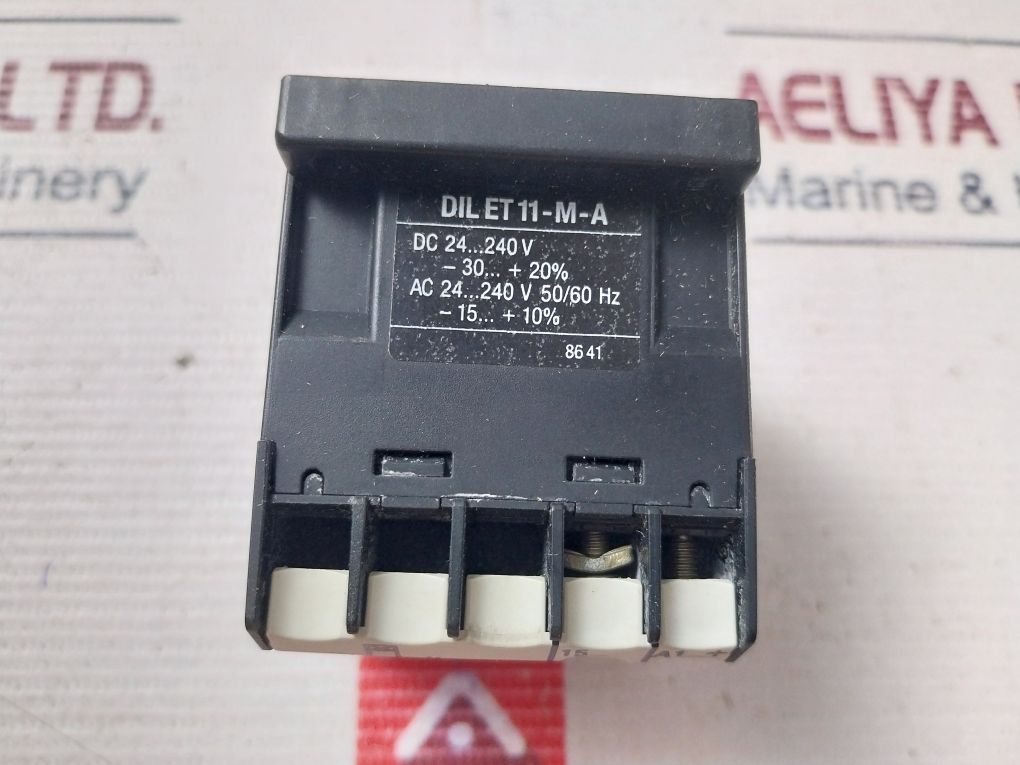 LTD.
AELIYA
inery
Marine &
DIL ET 11-M-A
DC 24...240 V
– 30... + 20%
AC 24...240 V 50/60 Hz
– 15... + 10%
86 41
15
A1 +